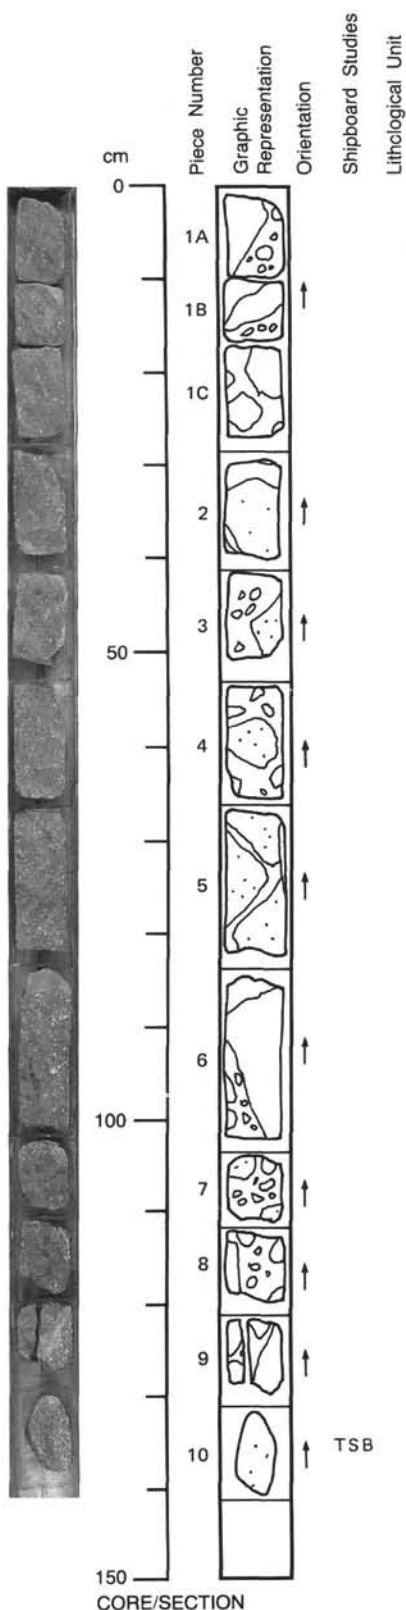 cm
Piece Number
Graphic
Representation
Orientation
Shipboard Studies
Lithological Unit
0
1A
1B
1C
2
3
50
4
5
6
100
7
8
9
10
TSB
150
CORE/SECTION